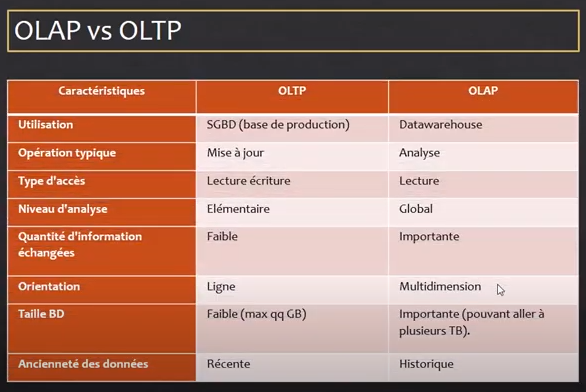 OLAP vs OLTP
Caractéristiques OLTP OLAP
Utilisation SGBD (base de production) Datawarehouse
Opération typique Mise à jour Analyse
Type d'accès Lecture écriture Lecture
Niveau d'analyse Elémentaire Global
Quantité d'information Faible Importante
échangées
Orientation Ligne Multidimension
Taille BD Faible (max qq GB) Importante (pouvant aller à
plusieurs TB).
Ancienneté des données Récente Historique